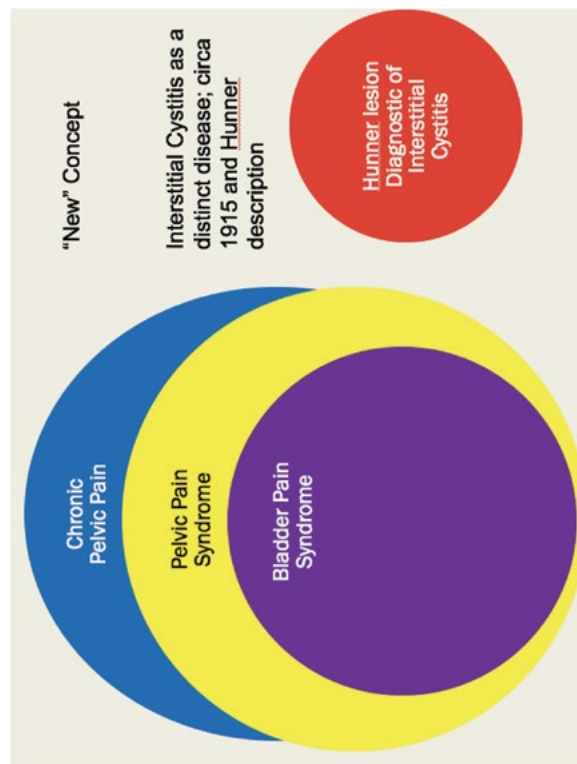 "New" Concept
Interstitial Cystitis as a
distinct disease; circa
1915 and Hunner
description
Chronic
Pelvic Pain
Pelvic Pain
Syndrome
Bladder Pain
Syndrome
Hunner lesion
Diagnostic of
Interstitial
Cystitis